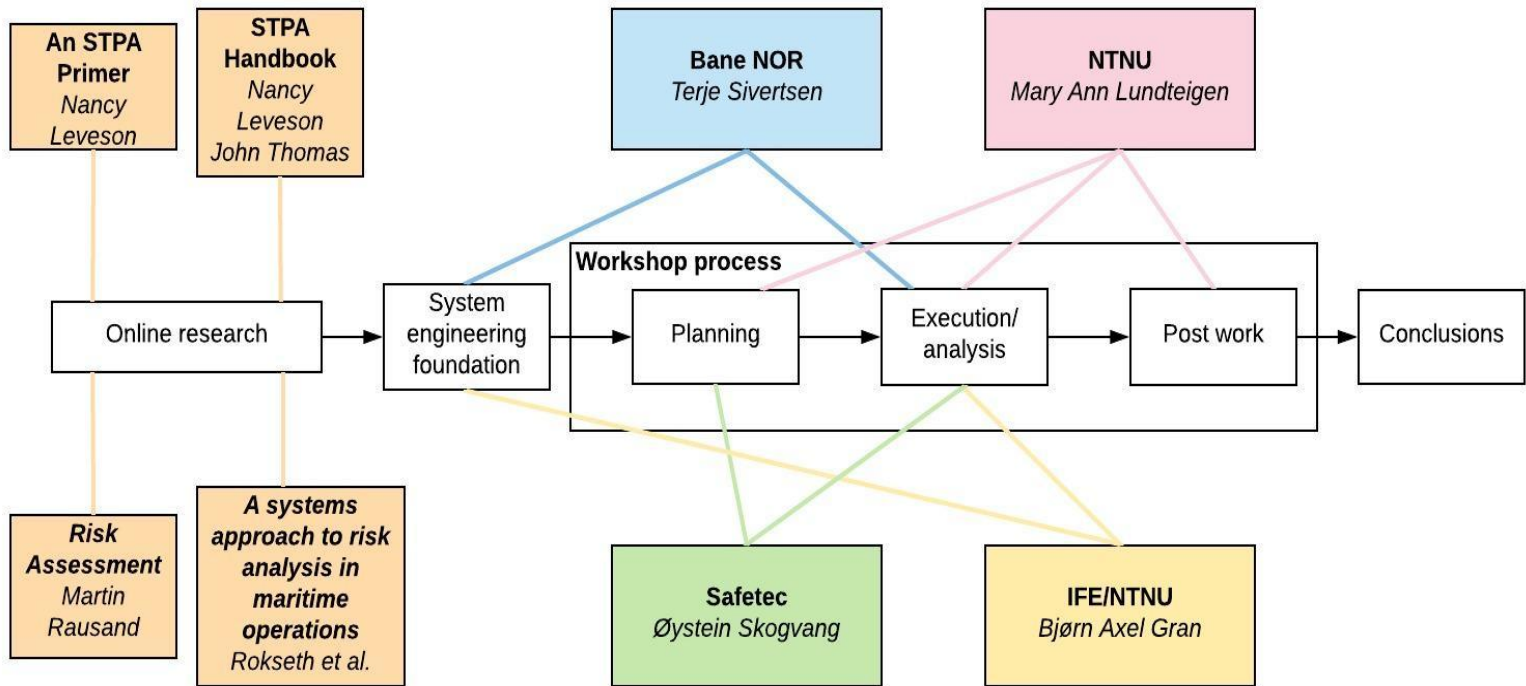 An STPA
Primer
Nancy
Leveson
STPA
Handbook
Nancy
Leveson
John Thomas
Bane NOR
Terje Sivertsen
NTNU
Mary Ann Lundteigen
Workshop process
Online research
System
engineering
foundation
Planning
Execution/
analysis
Post work
Conclusions
Risk
Assessment
Martin
Rausand
A systems
approach to risk
analysis in
maritime
operations
Rokseth et al.
Safetec
Øystein Skogvang
IFE/NTNU
Bjørn Axel Gran